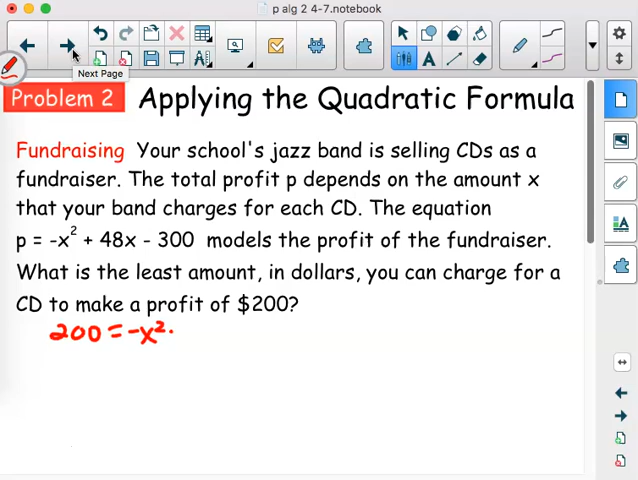 p alg 2 4-7.notebook
Next Page
Problem 2 Applying the Quadratic Formula
Fundraising Your school's jazz band is selling CDs as a
fundraiser. The total profit p depends on the amount x
that your band charges for each CD. The equation
p = -x² + 48x - 300 models the profit of the fundraiser.
What is the least amount, in dollars, you can charge for a
CD to make a profit of $200?
200 = -x²